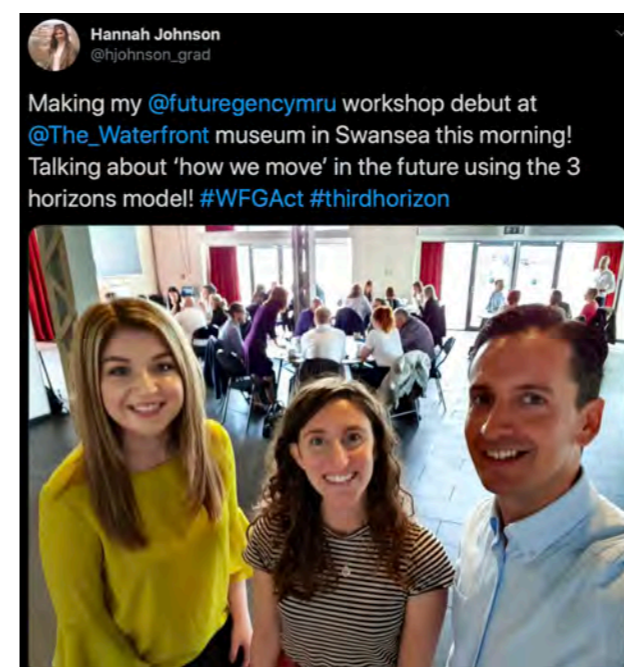 Hannah Johnson
@hjohnson_grad
Making my @futuregencymru workshop debut at
@The_Waterfront museum in Swansea this morning!
Talking about ‘how we move’ in the future using the 3
horizons model! #WFGAct #thirdhorizon